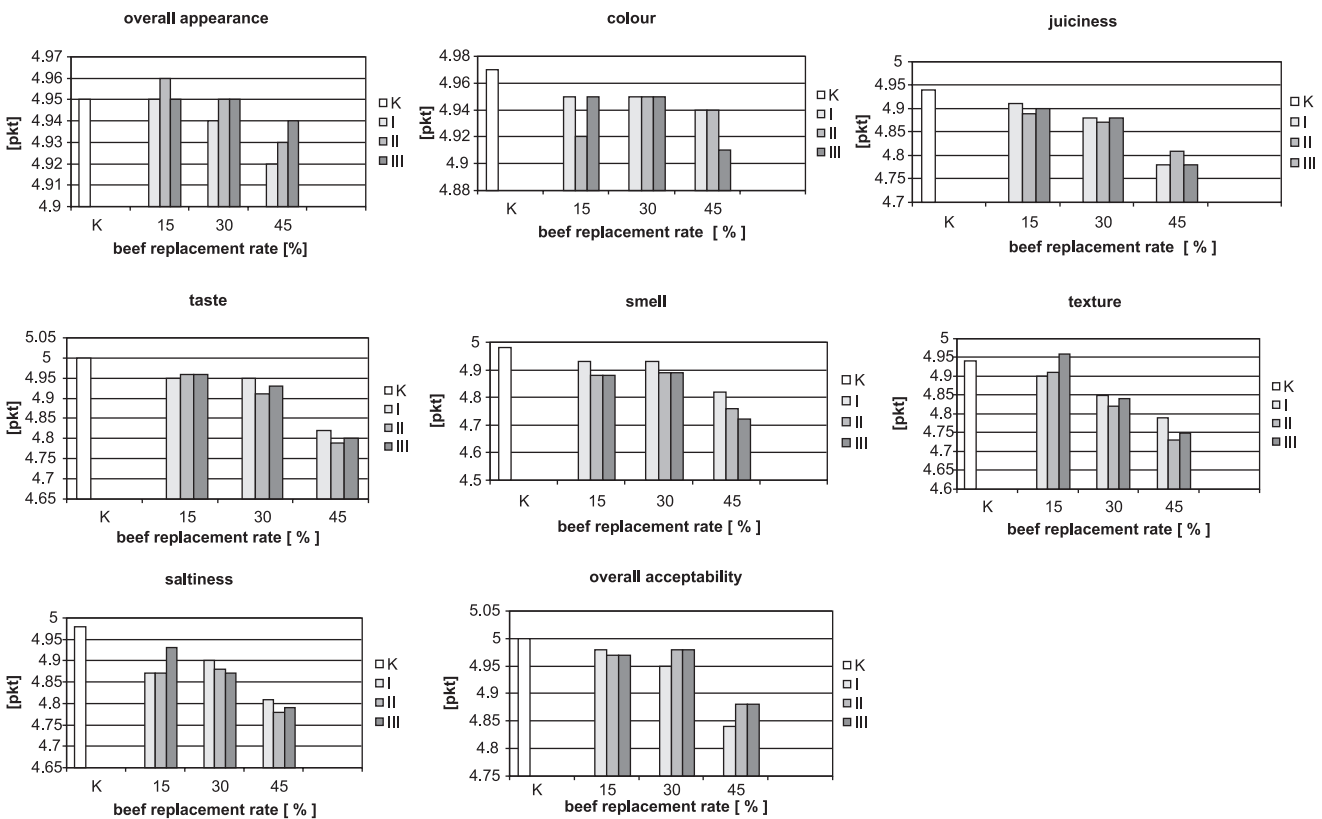 overall appearance
4.97
4.96
4.95
4.94
4.93
4.92
4.91
4.9
[pkt]
K
15
30
45
beef replacement rate [%]
K
I
II
III
colour
4.98
4.96
4.94
4.92
4.9
4.88
[pkt]
K
15
30
45
beef replacement rate [ % ]
K
I
II
III
juiciness
5
4.95
4.9
4.85
4.8
4.75
4.7
[pkt]
K
15
30
45
beef replacement rate [ % ]
K
I
II
III
taste
5.05
5
4.95
4.9
4.85
4.8
4.75
4.7
4.65
[pkt]
K
15
30
45
beef replacement rate [ % ]
K
I
II
III
smell
5
4.9
4.8
4.7
4.6
4.5
[pkt]
K
15
30
45
beef replacement rate [ % ]
K
I
II
III
texture
5
4.95
4.9
4.85
4.8
4.75
4.7
4.65
4.6
[pkt]
K
15
30
45
beef replacement rate [ % ]
K
I
II
III
saltiness
5
4.95
4.9
4.85
4.8
4.75
4.7
4.65
[pkt]
K
15
30
45
beef replacement rate [ % ]
K
I
II
III
overall acceptability
5.05
5
4.95
4.9
4.85
4.8
4.75
[pkt]
K
15
30
45
beef replacement rate [ % ]
K
I
II
III